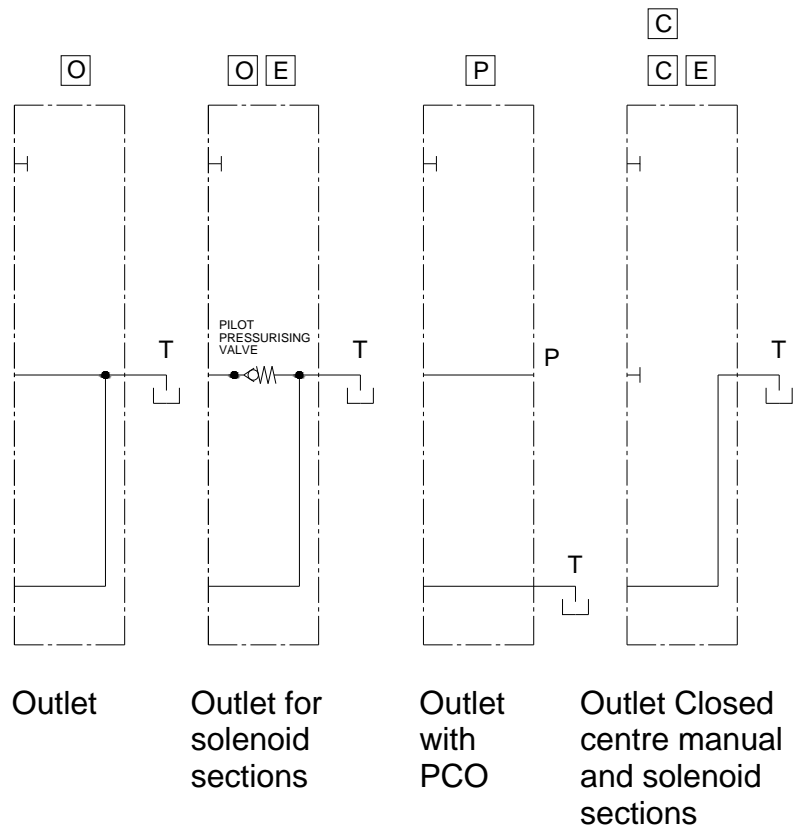 C
O
O E
P
C E
PILOT
PRESSURISING
VALVE
T
T
P
T
T
Outlet
Outlet for
solenoid
sections
Outlet
with
PCO
Outlet Closed
centre manual
and solenoid
sections